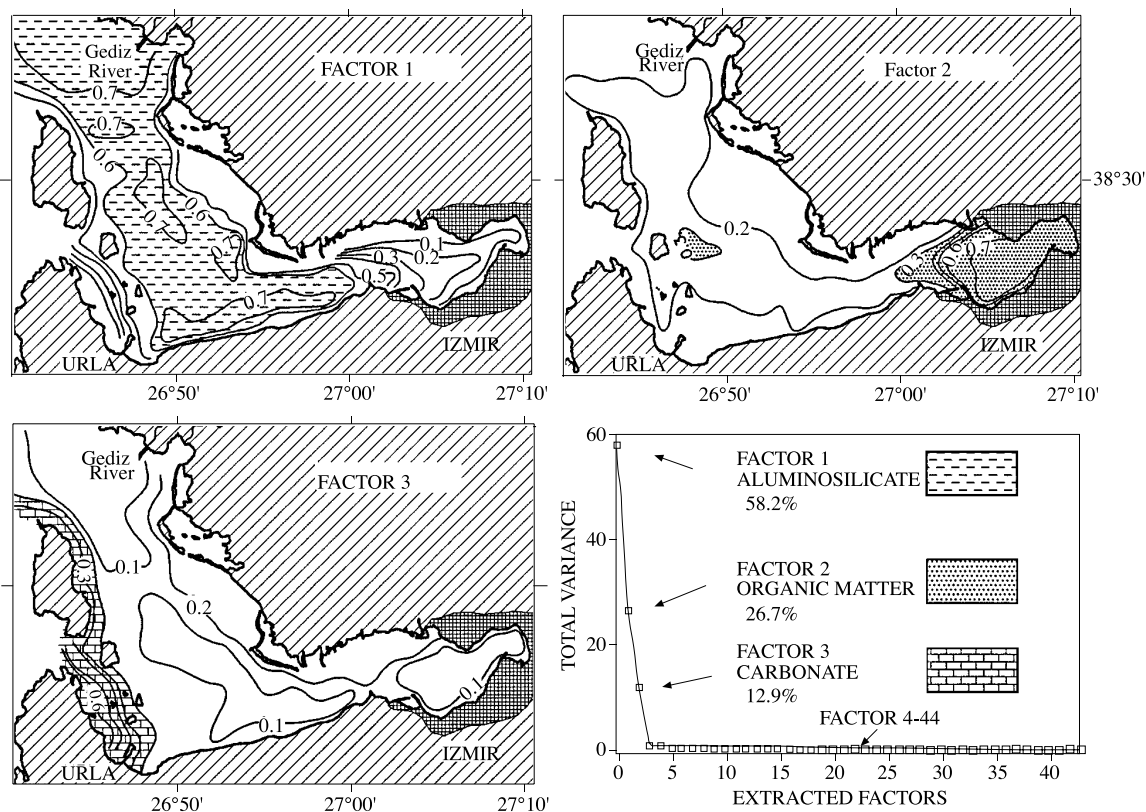 Gediz
River
FACTOR 1
0.7
0.7
0.6
0.6
0.7
0.7
0.1
0.3
0.2
0.5
0.7
URLA
IZMIR
26°50'
27°00'
27°10'
Gediz
River
Factor 2
38°30'
0.2
0.3
0.3
0.6
0.7
URLA
IZMIR
26°50'
27°00'
27°10'
Gediz
River
FACTOR 3
0.3
0.1
0.2
0.6
0.1
0.1
URLA
IZMIR
26°50'
27°00'
27°10'
60
40
20
0
TOTAL VARIANCE
FACTOR 1
ALUMINOSILICATE
58.2%
FACTOR 2
ORGANIC MATTER
26.7%
FACTOR 3
CARBONATE
12.9%
FACTOR 4-44
0 5 10 15 20 25 30 35 40
EXTRACTED FACTORS